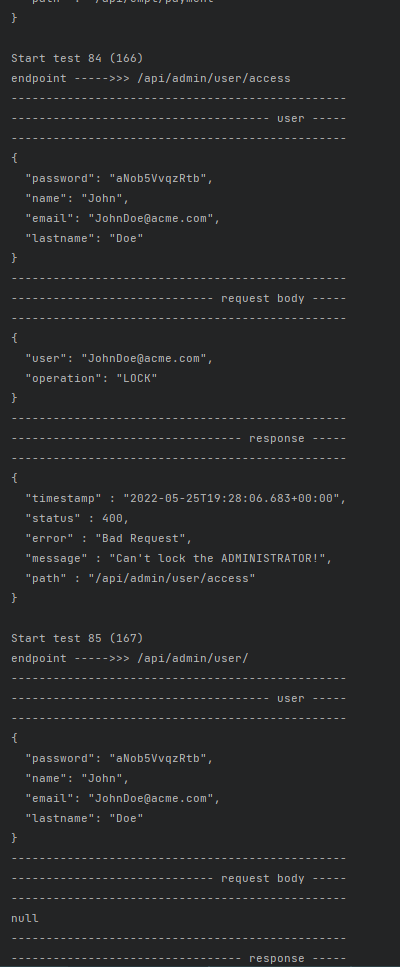 "path" : "/api/empl/payment"
}
Start test 84 (166)
endpoint ----->>> /api/admin/user/access
------------------------------------------------
------------------------------------- user -----
------------------------------------------------
{
  "password": "aNob5VvqzRtb",
  "name": "John",
  "email": "JohnDoe@acme.com",
  "lastname": "Doe"
}
------------------------------------------------
----------------------------- request body -----
------------------------------------------------
{
  "user": "JohnDoe@acme.com",
  "operation": "LOCK"
}
------------------------------------------------
--------------------------------- response -----
------------------------------------------------
{
  "timestamp" : "2022-05-25T19:28:06.683+00:00",
  "status" : 400,
  "error" : "Bad Request",
  "message" : "Can't lock the ADMINISTRATOR!",
  "path" : "/api/admin/user/access"
}
Start test 85 (167)
endpoint ----->>> /api/admin/user/
------------------------------------------------
------------------------------------- user -----
------------------------------------------------
{
  "password": "aNob5VvqzRtb",
  "name": "John",
  "email": "JohnDoe@acme.com",
  "lastname": "Doe"
}
------------------------------------------------
----------------------------- request body -----
------------------------------------------------
null
------------------------------------------------
--------------------------------- response -----